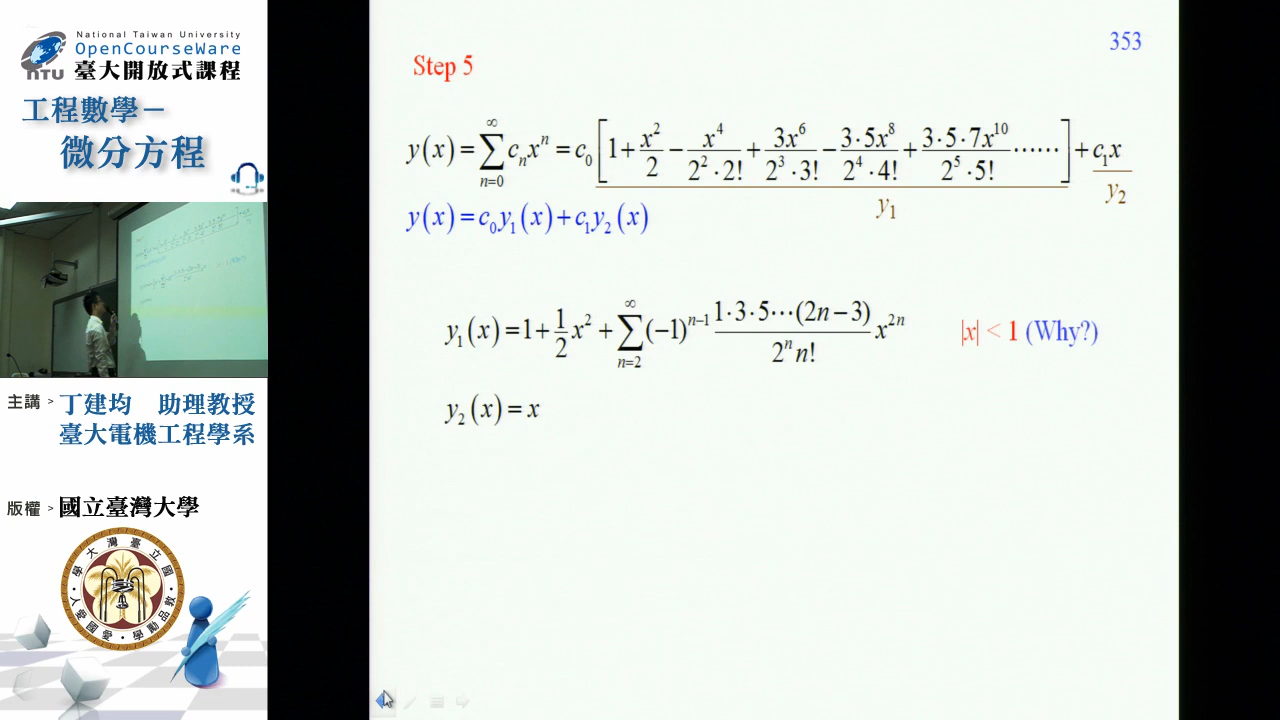 National Taiwan University
OpenCourseWare
NTU 臺大開放式課程
工程數學－
微分方程
主講 > 丁建均 助理教授
臺大電機工程學系
版權 > 國立臺灣大學
353
Step 5
y(x) = ∑_{n=0}^{∞} c_n x^n = c_0 [1 + x^2/2 − x^4/(2^2·2!) + 3x^6/(2^3·3!) − 3·5x^8/(2^4·4!) + 3·5·7x^10/(2^5·5!) ⋯⋯] + c_1 x
y_1 y_2
y(x) = c_0 y_1(x) + c_1 y_2(x)
y_1(x) = 1 + 1/2 x^2 + ∑_{n=2}^{∞} (−1)^{n−1} 1·3·5⋯(2n−3)/(2^n n!) x^{2n} |x| < 1 (Why?)
y_2(x) = x